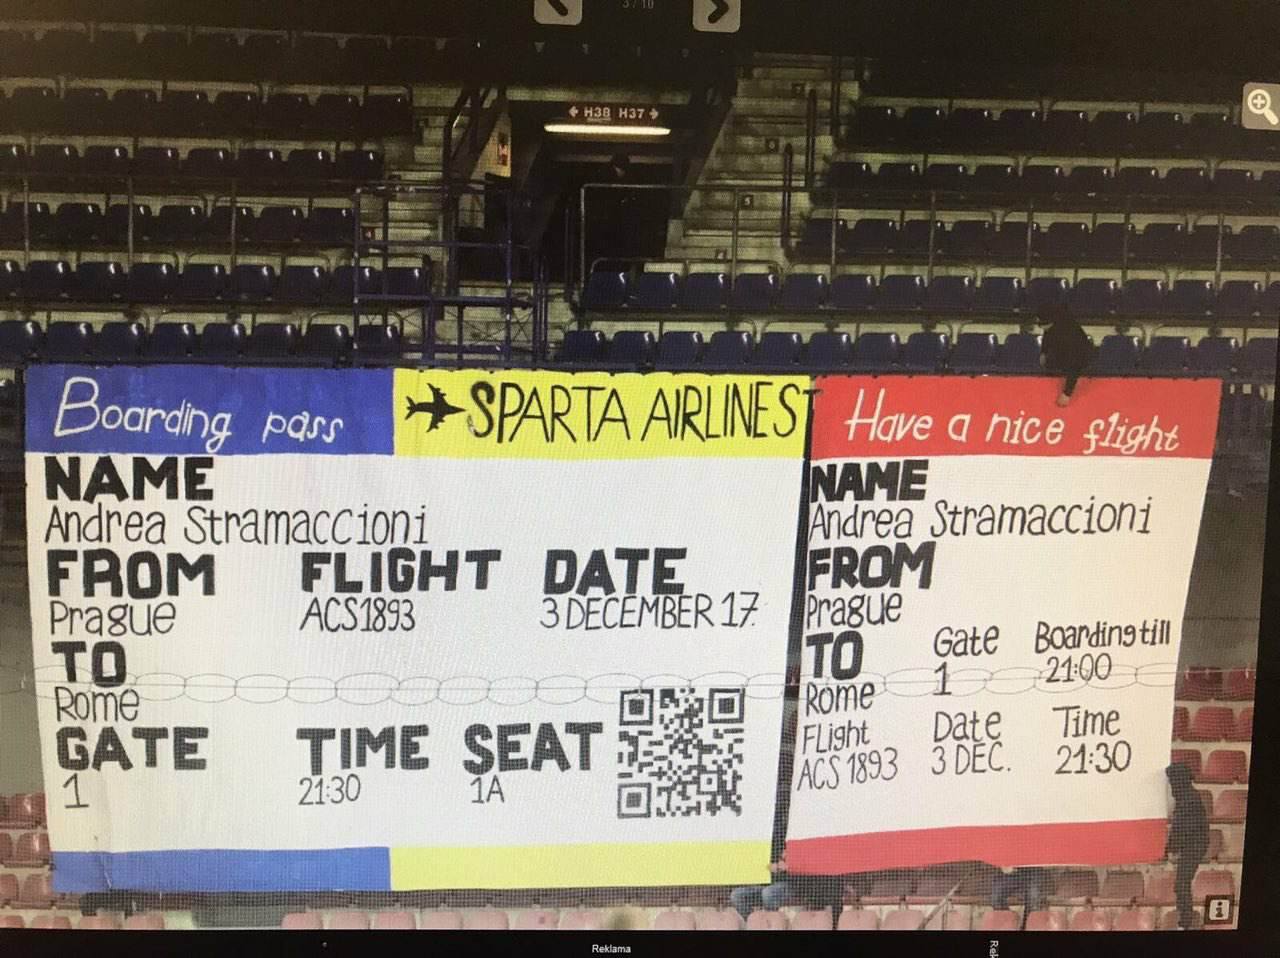 3 / 10
← H38 H37 →
Boarding pass
SPARTA AIRLINES
NAME
Andrea Stramaccioni
FROM FLIGHT DATE
Prague ACS1893 3 DECEMBER 17.
TO
Rome
GATE TIME SEAT
1 21:30 1A
Have a nice flight
NAME
Andrea Stramaccioni
FROM
Prague
TO Gate Boarding till
Rome 1 21:00
Flight Date Time
ACS 1893 3 DEC. 21:30
Reklama